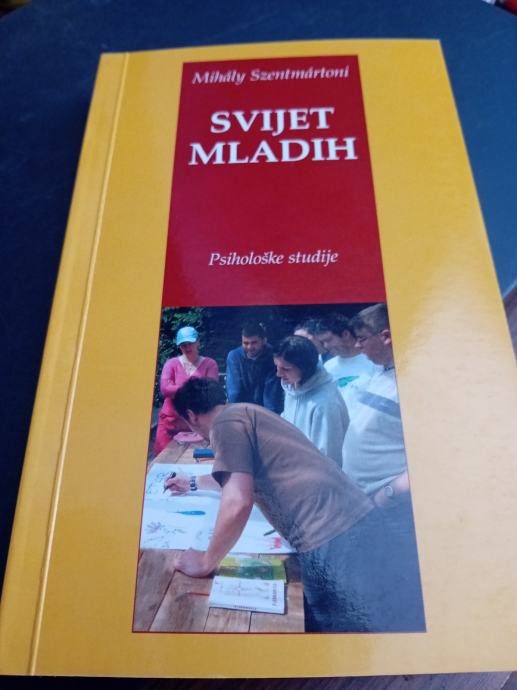 Mihály Szentmártoni
SVIJET
MLADIH
Psihološke studije